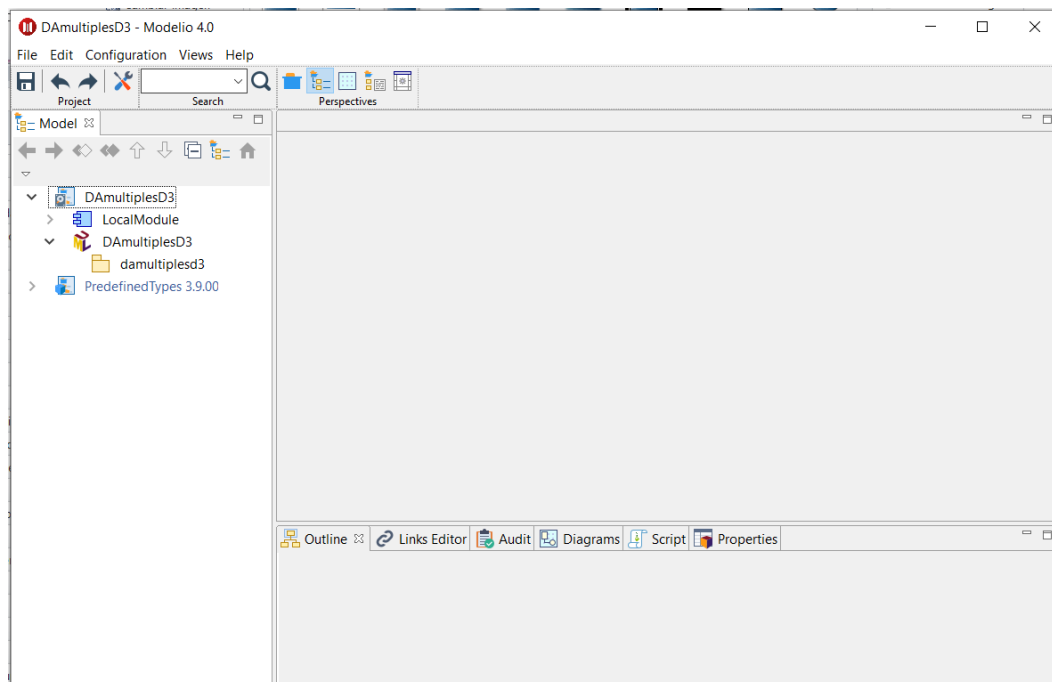 DAmultiplesD3 - Modelio 4.0
File Edit Configuration Views Help
Project Search Perspectives
Model
DAmultiplesD3
LocalModule
DAmultiplesD3
damultiplesd3
PredefinedTypes 3.9.00
Outline Links Editor Audit Diagrams Script Properties